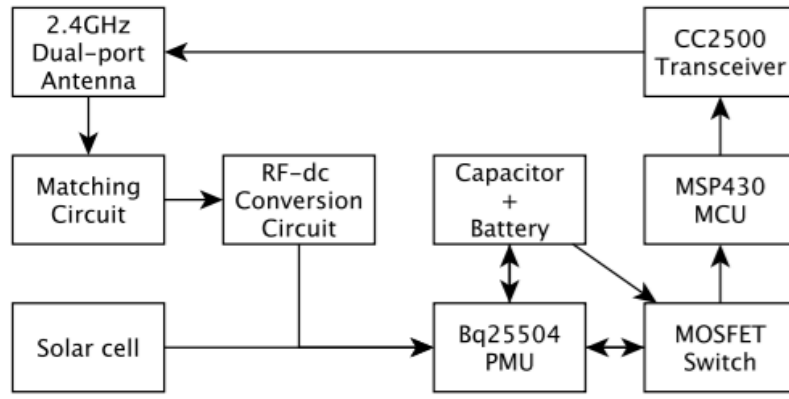 2.4GHz
Dual-port
Antenna
CC2500
Transceiver
Matching
Circuit
RF-dc
Conversion
Circuit
Capacitor
+
Battery
MSP430
MCU
Solar cell
Bq25504
PMU
MOSFET
Switch